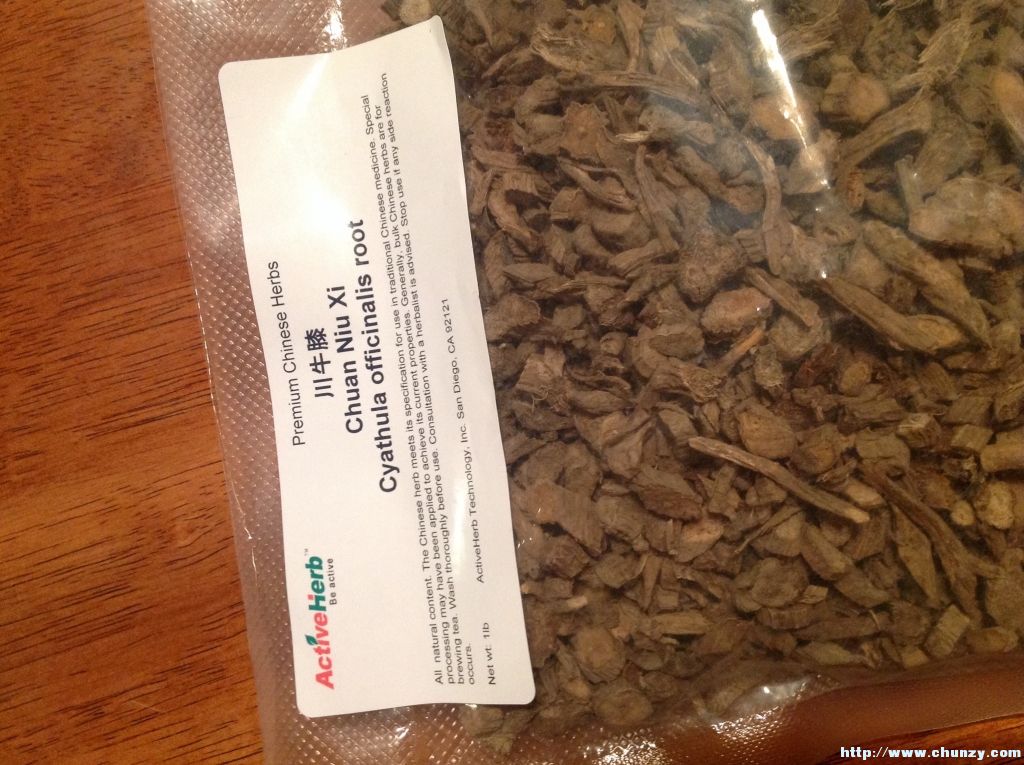 ActiveHerb™
Be active
Premium Chinese Herbs
川牛膝
Chuan Niu Xi
Cyathula officinalis root
All natural content. The Chinese herb meets its specification for use in traditional Chinese medicine. Special
processing may have been applied to achieve its current properties. Generally, bulk Chinese herbs are for
brewing tea. Wash thoroughly before use. Consultation with a herbalist is advised. Stop use if any side reaction
occurs.
Net wt: 1lb
ActiveHerb Technology, Inc. San Diego, CA 92121
http://www.chunzy.com